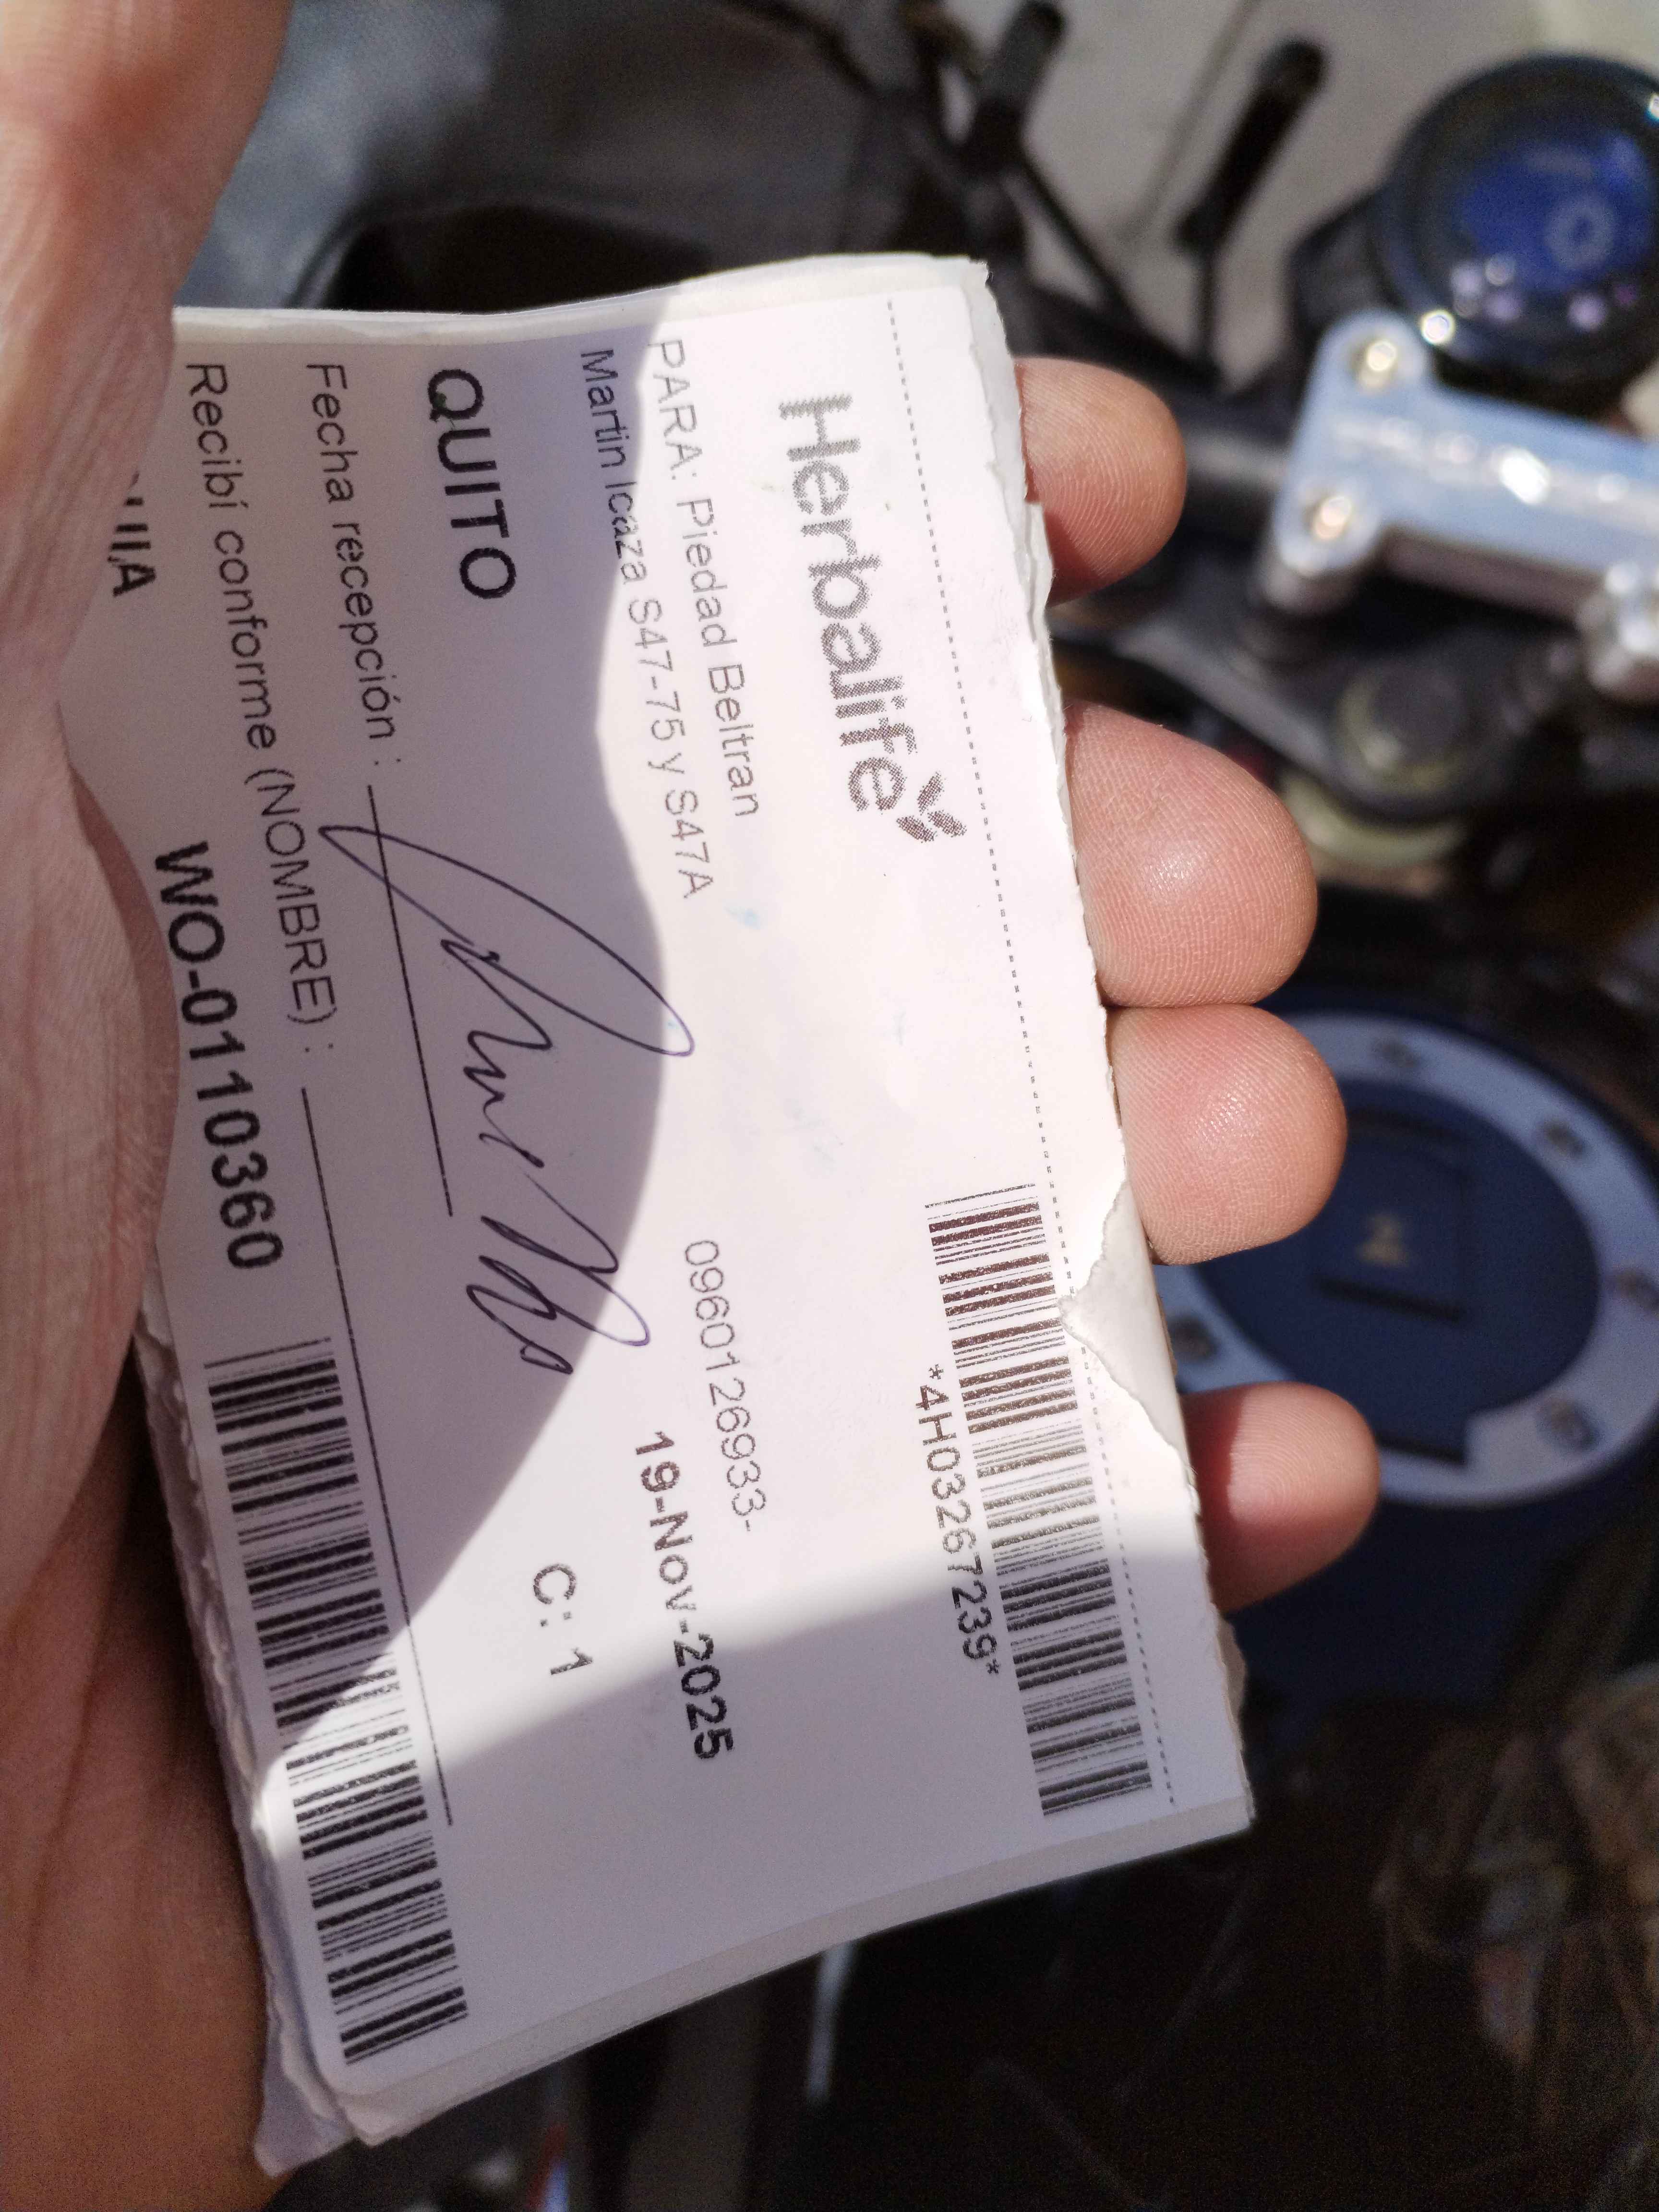 *4H03267239*
Herbalife
PARA: Piedad Beltran 0960126933-
Martin Icaza S47-75 y S47A 19-Nov-2025
C: 1
QUITO
Fecha recepción :
Recibí conforme (NOMBRE) :
WO-0110360